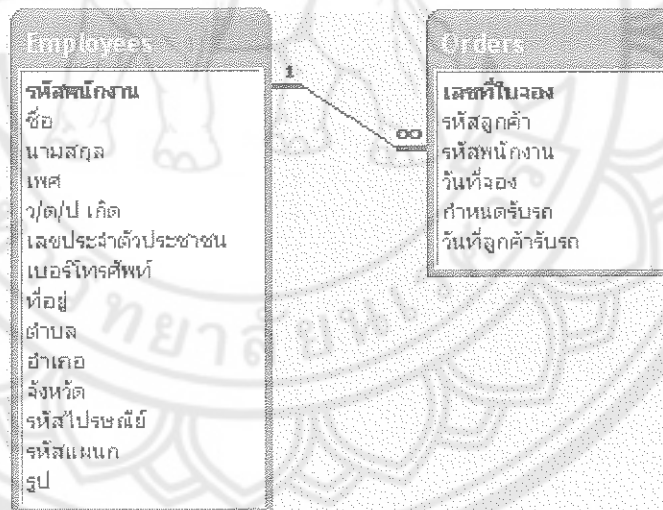 Employees
รหัสพนักงาน
ชื่อ
นามสกุล
เพศ
ว/ด/ป เกิด
เลขประจำตัวประชาชน
เบอร์โทรศัพท์
ที่อยู่
ตำบล
อำเภอ
จังหวัด
รหัสไปรษณีย์
รหัสแผนก
รูป
1
∞
Orders
เลขที่ใบจอง
รหัสลูกค้า
รหัสพนักงาน
วันที่จอง
กำหนดรับรถ
วันที่ลูกค้ารับรถ